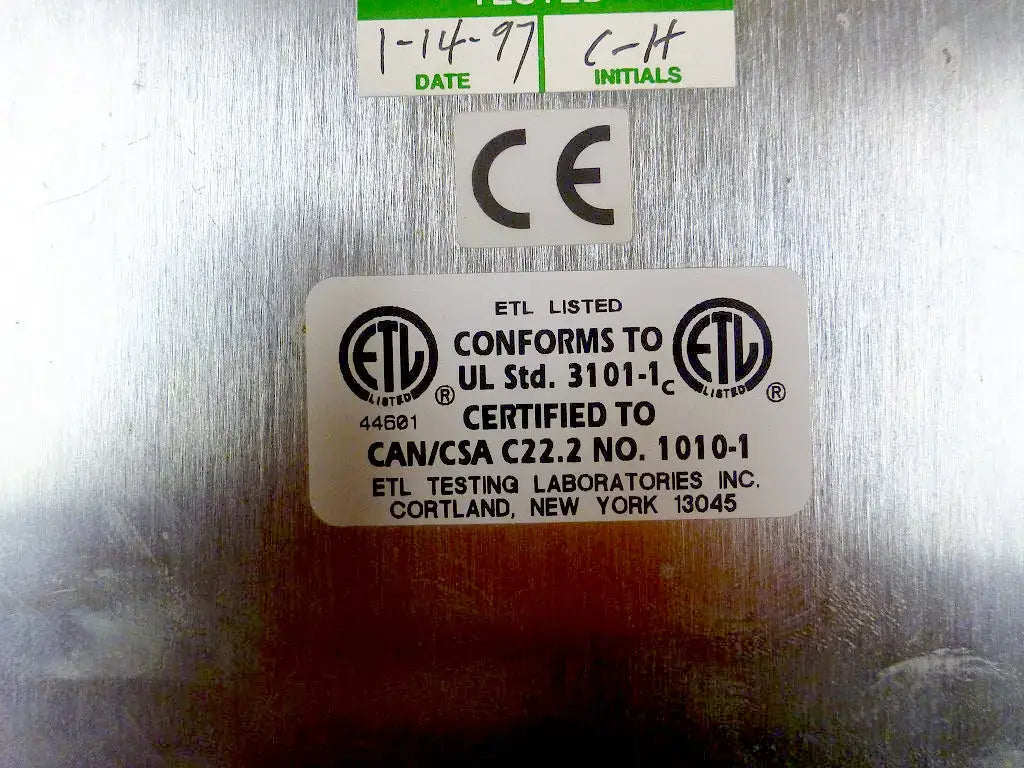 TESTED
1-14-97 C-H
DATE INITIALS
CE
ETL LISTED
ETL LISTED ® CONFORMS TO ETL LISTED ®
UL Std. 3101-1 C
44601 CERTIFIED TO
CAN/CSA C22.2 NO. 1010-1
ETL TESTING LABORATORIES INC.
CORTLAND, NEW YORK 13045